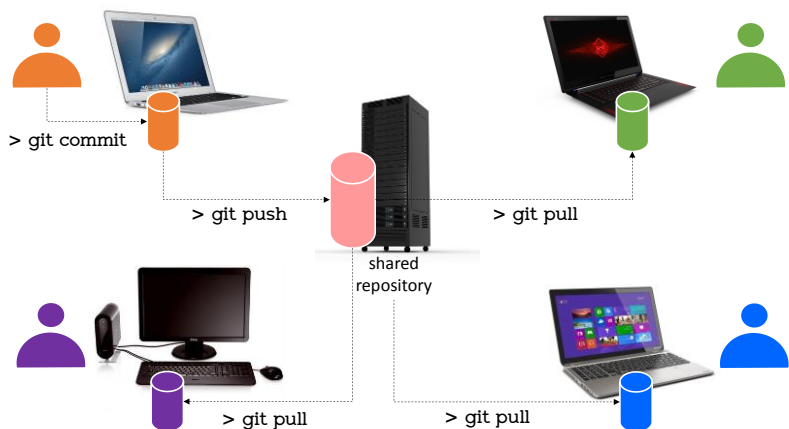 > git commit
> git push
> git pull
shared
repository
> git pull
> git pull